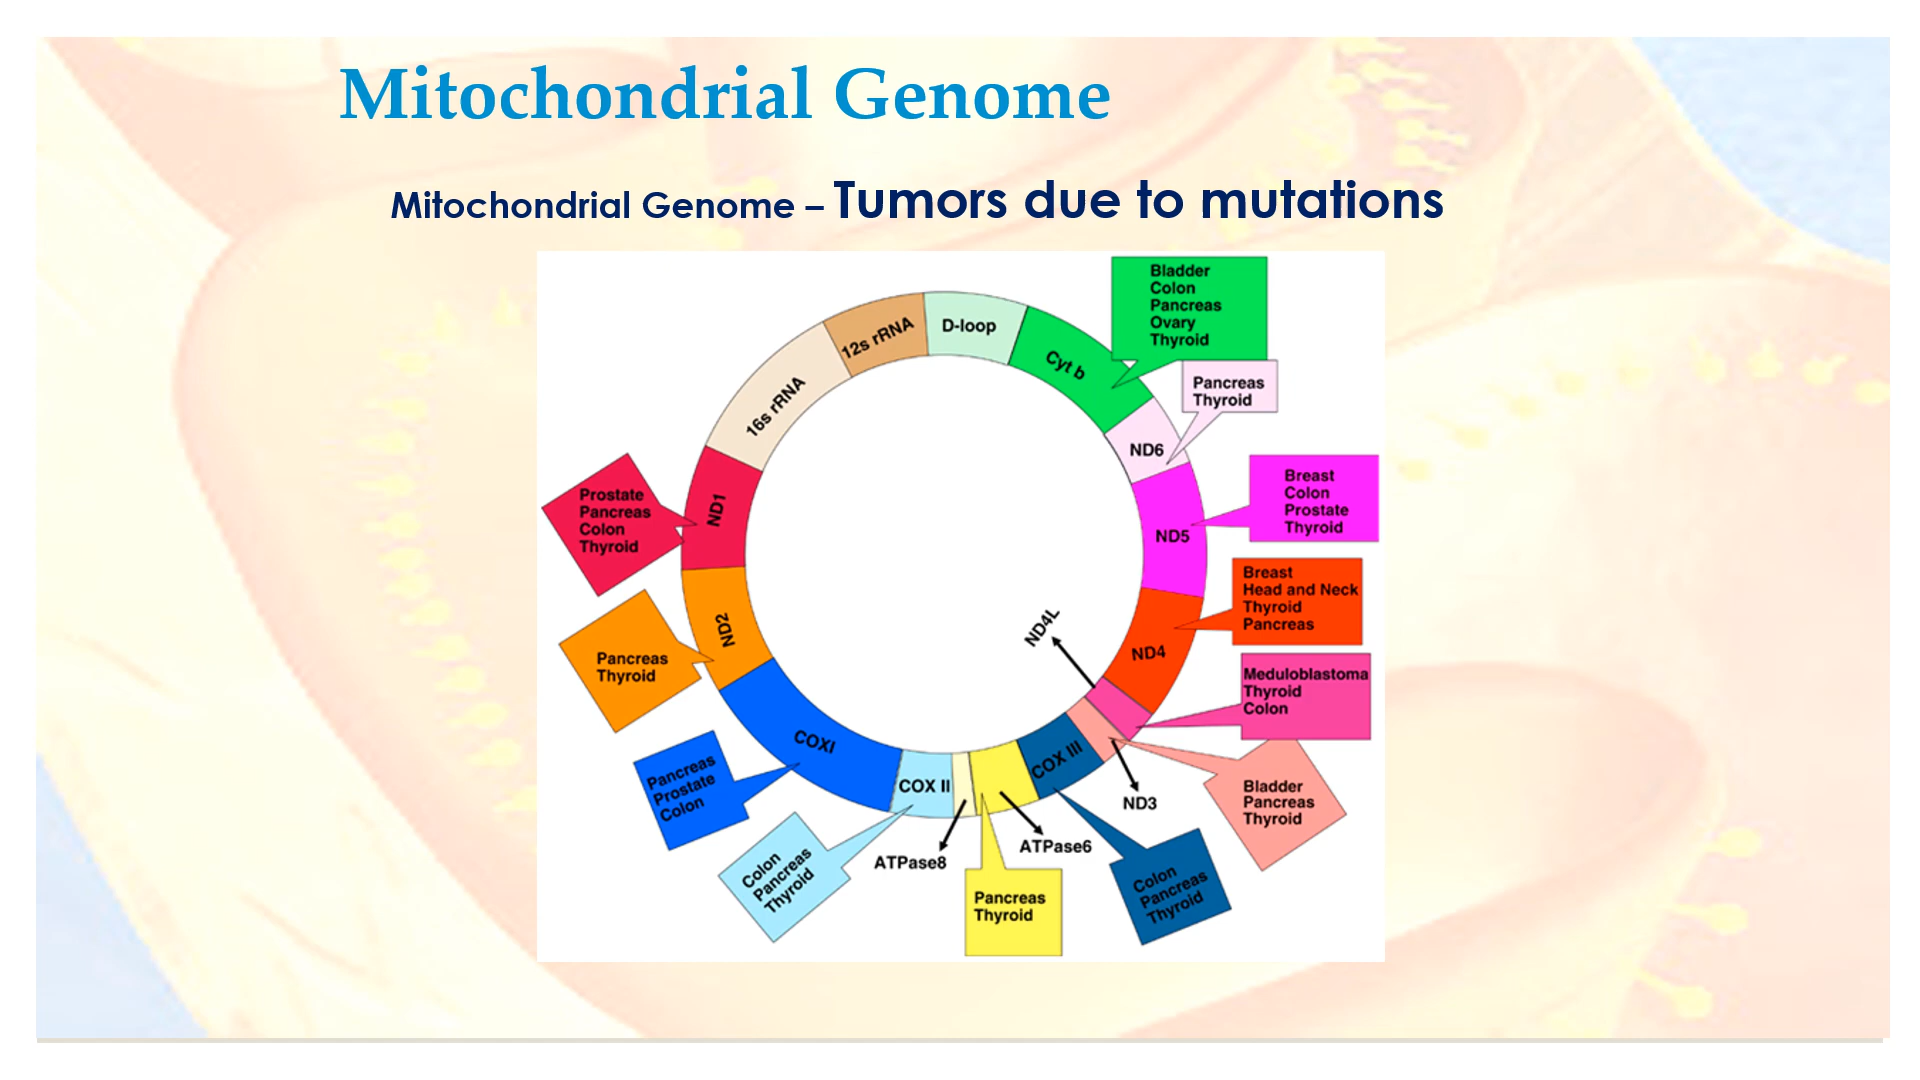 Mitochondrial Genome
Mitochondrial Genome – Tumors due to mutations
Bladder
Colon
Pancreas
Ovary
Thyroid
D-loop
12s rRNA
Cyt b
Pancreas
Thyroid
16s rRNA
ND6
Breast
Colon
Prostate
Thyroid
Prostate
Pancreas
Colon
Thyroid
ND1
ND5
Breast
Head and Neck
Thyroid
Pancreas
ND2
ND4L
ND4
Pancreas
Thyroid
Meduloblastoma
Thyroid
Colon
COXI
COX III
COX II
Pancreas
Prostate
Colon
ND3
Bladder
Pancreas
Thyroid
ATPase8
ATPase6
Colon
Pancreas
Thyroid
Pancreas
Thyroid
Colon
Pancreas
Thyroid